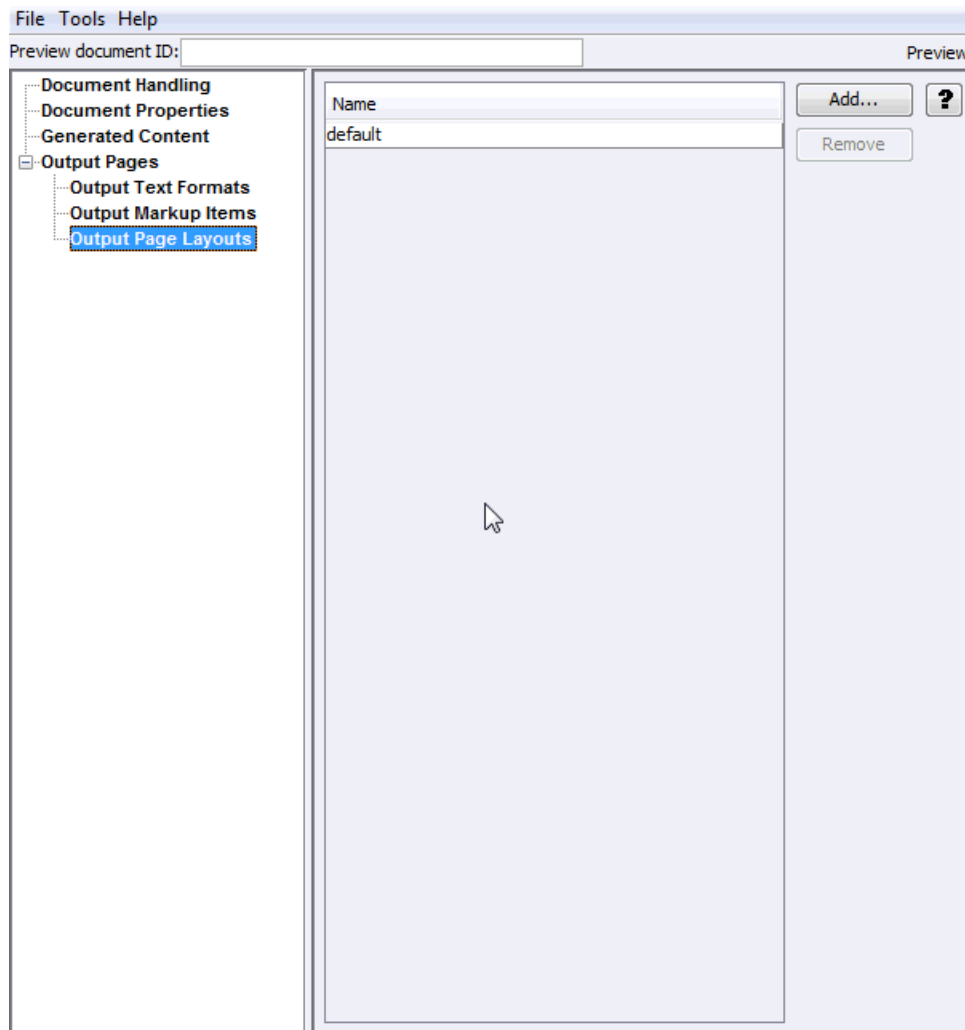 File Tools Help
Preview document ID:
Preview
Document Handling
Document Properties
Generated Content
Output Pages
Output Text Formats
Output Markup Items
Output Page Layouts
Name
default
Add...
?
Remove